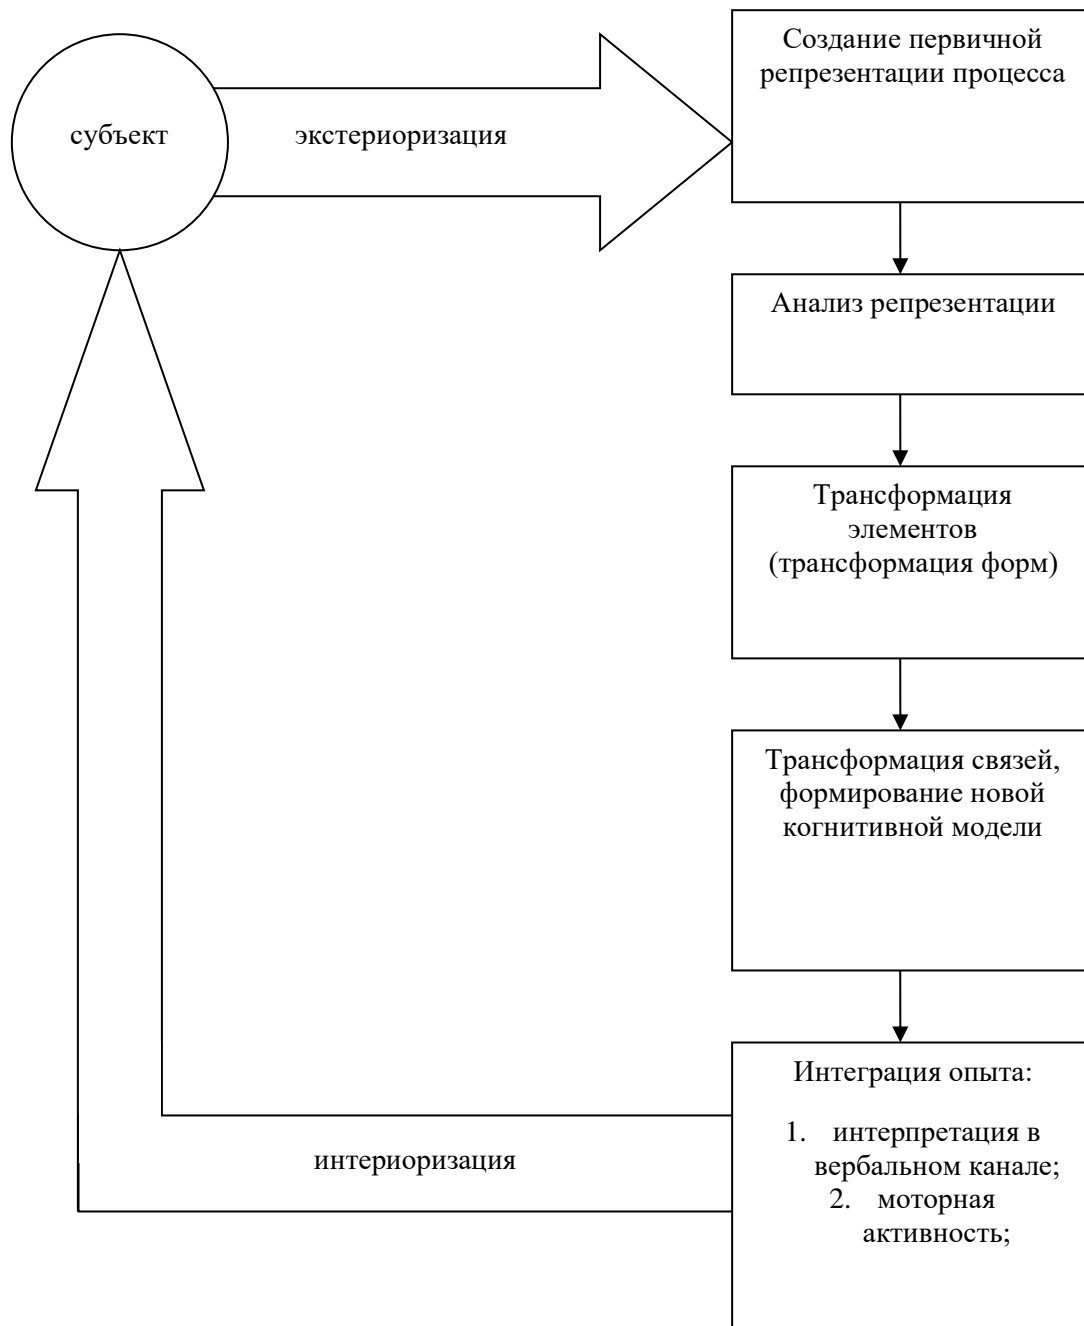 субъект
экстериоризация
Создание первичной
репрезентации процесса
Анализ репрезентации
Трансформация
элементов
(трансформация форм)
Трансформация связей,
формирование новой
когнитивной модели
Интеграция опыта:
1. интерпретация в
вербальном канале;
2. моторная
активность;
интериоризация